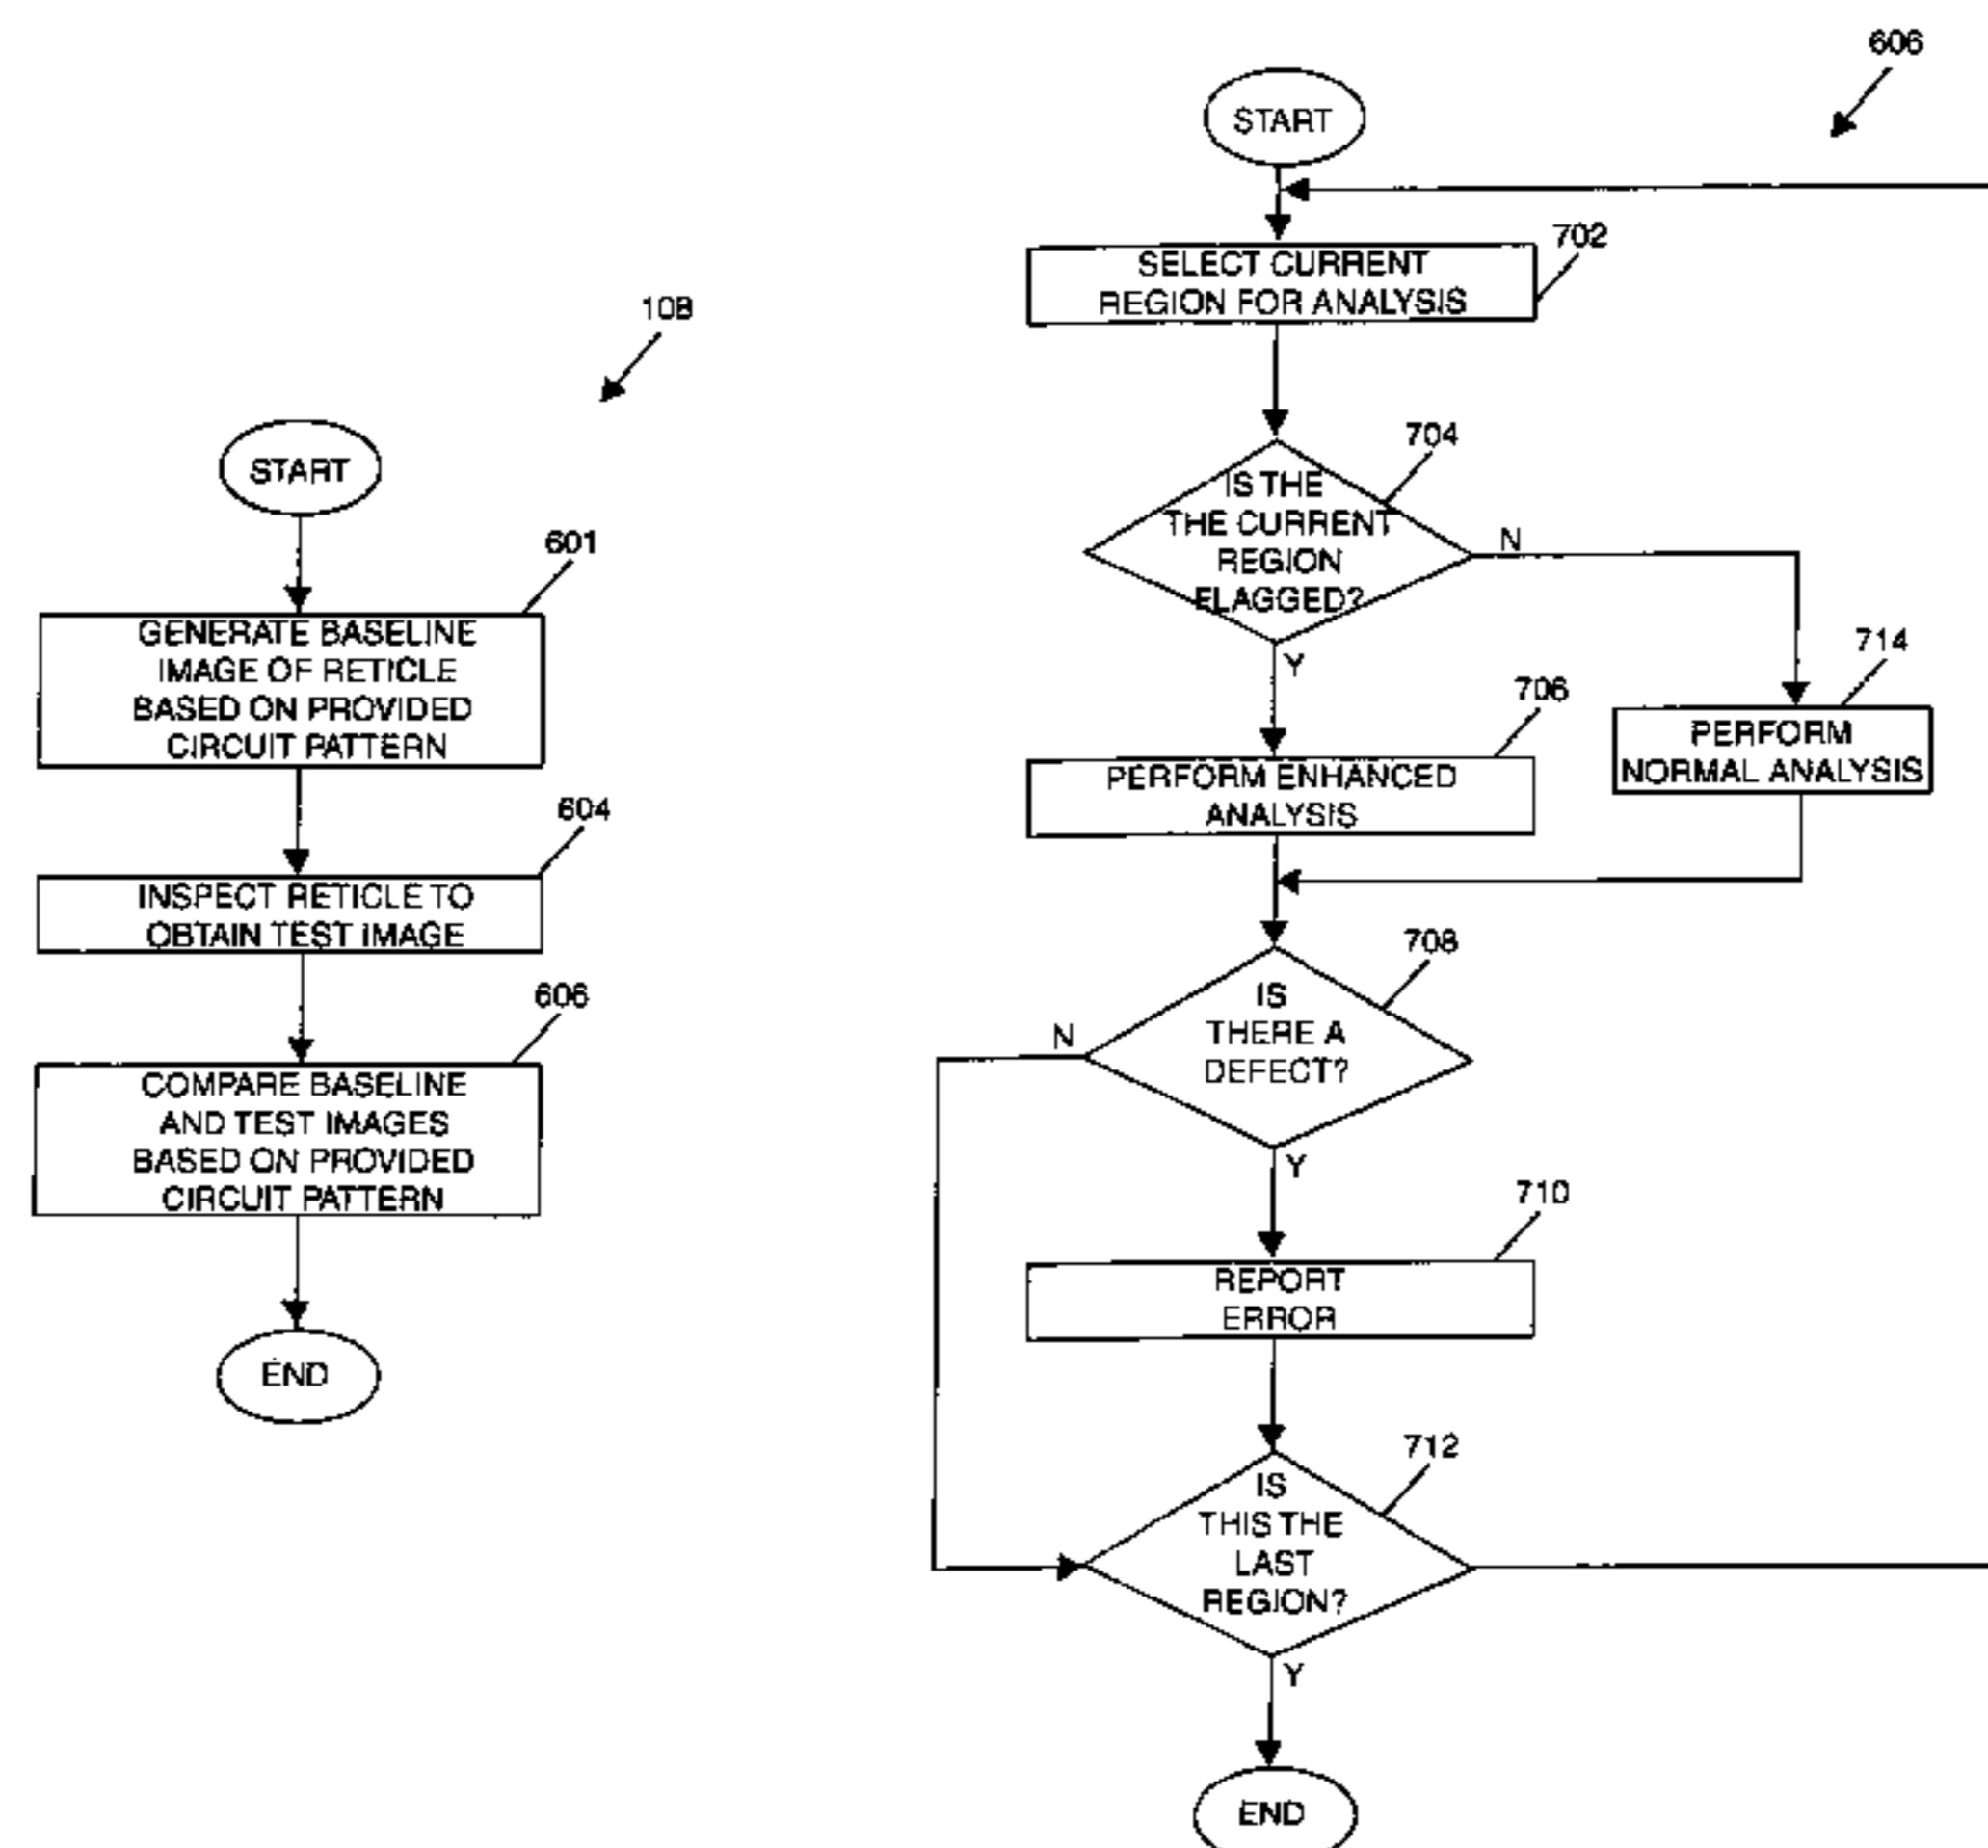 108
START
601
GENERATE BASELINE
IMAGE OF RETICLE
BASED ON PROVIDED
CIRCUIT PATTERN
604
INSPECT RETICLE TO
OBTAIN TEST IMAGE
606
COMPARE BASELINE
AND TEST IMAGES
BASED ON PROVIDED
CIRCUIT PATTERN
END
606
START
702
SELECT CURRENT
REGION FOR ANALYSIS
704
IS THE
THE CURRENT
REGION
FLAGGED?
N
Y
714
PERFORM
NORMAL ANALYSIS
706
PERFORM ENHANCED
ANALYSIS
708
IS
THERE A
DEFECT?
N
Y
710
REPORT
ERROR
712
IS
THIS THE
LAST
REGION?
Y
END